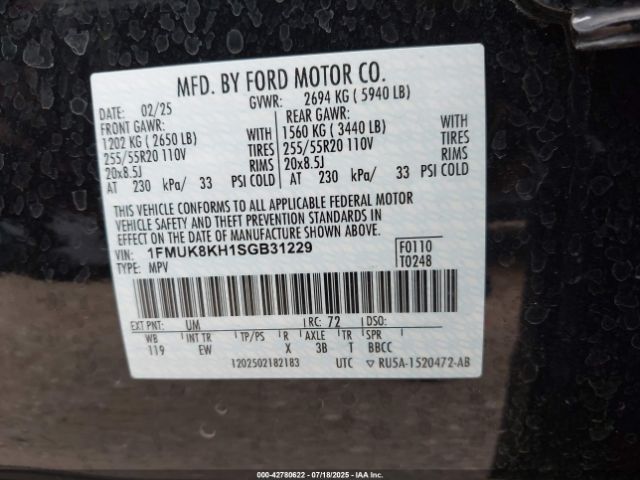 MFD. BY FORD MOTOR CO.
DATE: 02/25 GVWR: 2694 KG ( 5940 LB)
FRONT GAWR: REAR GAWR:
1202 KG ( 2650 LB) WITH 1560 KG ( 3440 LB) WITH
255/55R20 110V TIRES 255/55R20 110V TIRES
20x8.5J RIMS 20x8.5J RIMS
AT 230 kPa/ 33 PSI COLD AT 230 kPa/ 33 PSI COLD
THIS VEHICLE CONFORMS TO ALL APPLICABLE FEDERAL MOTOR
VEHICLE SAFETY AND THEFT PREVENTION STANDARDS IN
EFFECT ON THE DATE OF MANUFACTURE SHOWN ABOVE.
VIN: 1FMUK8KH1SGB31229 F0110
TYPE: MPV T0248
EXT PNT: UM RC: 72 DSO:
WB INT TR TP/PS R AXLE TR SPR
119 EW X 3B T BBCC
1202502182183 UTC ▽ RU5A-1520472-AB
000-42780622 / 07/18/2025 - IAA Inc.